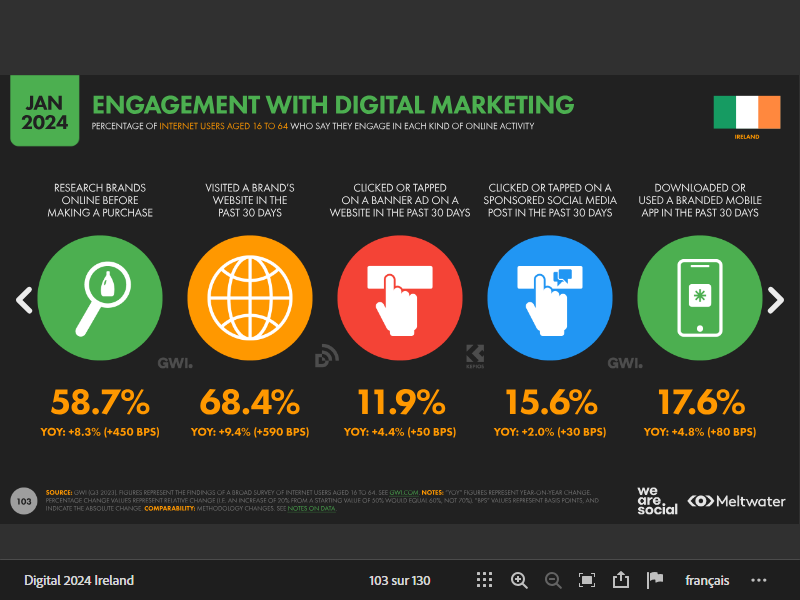 JAN
2024
ENGAGEMENT WITH DIGITAL MARKETING
PERCENTAGE OF INTERNET USERS AGED 16 TO 64 WHO SAY THEY ENGAGE IN EACH KIND OF ONLINE ACTIVITY
IRELAND
RESEARCH BRANDS
ONLINE BEFORE
MAKING A PURCHASE
VISITED A BRAND'S
WEBSITE IN THE
PAST 30 DAYS
CLICKED OR TAPPED
ON A BANNER AD ON A
WEBSITE IN THE PAST 30 DAYS
CLICKED OR TAPPED ON A
SPONSORED SOCIAL MEDIA
POST IN THE PAST 30 DAYS
DOWNLOADED OR
USED A BRANDED MOBILE
APP IN THE PAST 30 DAYS
GWI.
KEPIOS
GWI.
58.7%
YOY: +8.3% (+450 BPS)
68.4%
YOY: +9.4% (+590 BPS)
11.9%
YOY: +4.4% (+50 BPS)
15.6%
YOY: +2.0% (+30 BPS)
17.6%
YOY: +4.8% (+80 BPS)
103
SOURCE: GWI (Q3 2023). FIGURES REPRESENT THE FINDINGS OF A BROAD SURVEY OF INTERNET USERS AGED 16 TO 64. SEE GWI.COM. NOTES: "YOY" FIGURES REPRESENT YEAR-ON-YEAR CHANGE.
PERCENTAGE CHANGE VALUES REPRESENT RELATIVE CHANGE (I.E. AN INCREASE OF 20% FROM A STARTING VALUE OF 50% WOULD EQUAL 60%, NOT 70%). "BPS" VALUES REPRESENT BASIS POINTS, AND
INDICATE THE ABSOLUTE CHANGE. COMPARABILITY: METHODOLOGY CHANGES. SEE NOTES ON DATA.
we
are.
social
Meltwater
Digital 2024 Ireland
103 sur 130
français